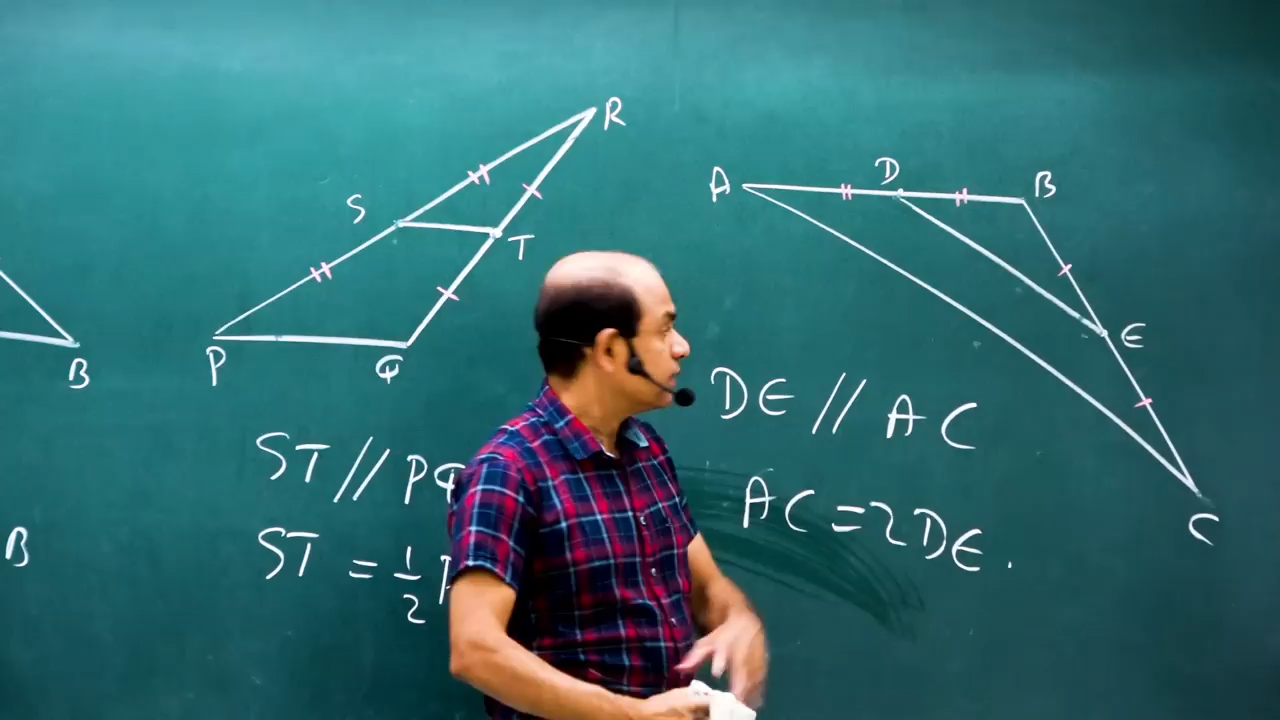 R
S
T
P
Q
A
D
B
E
C
B
B
ST // PQ
ST = 1/2
DE // AC
AC = 2DE.